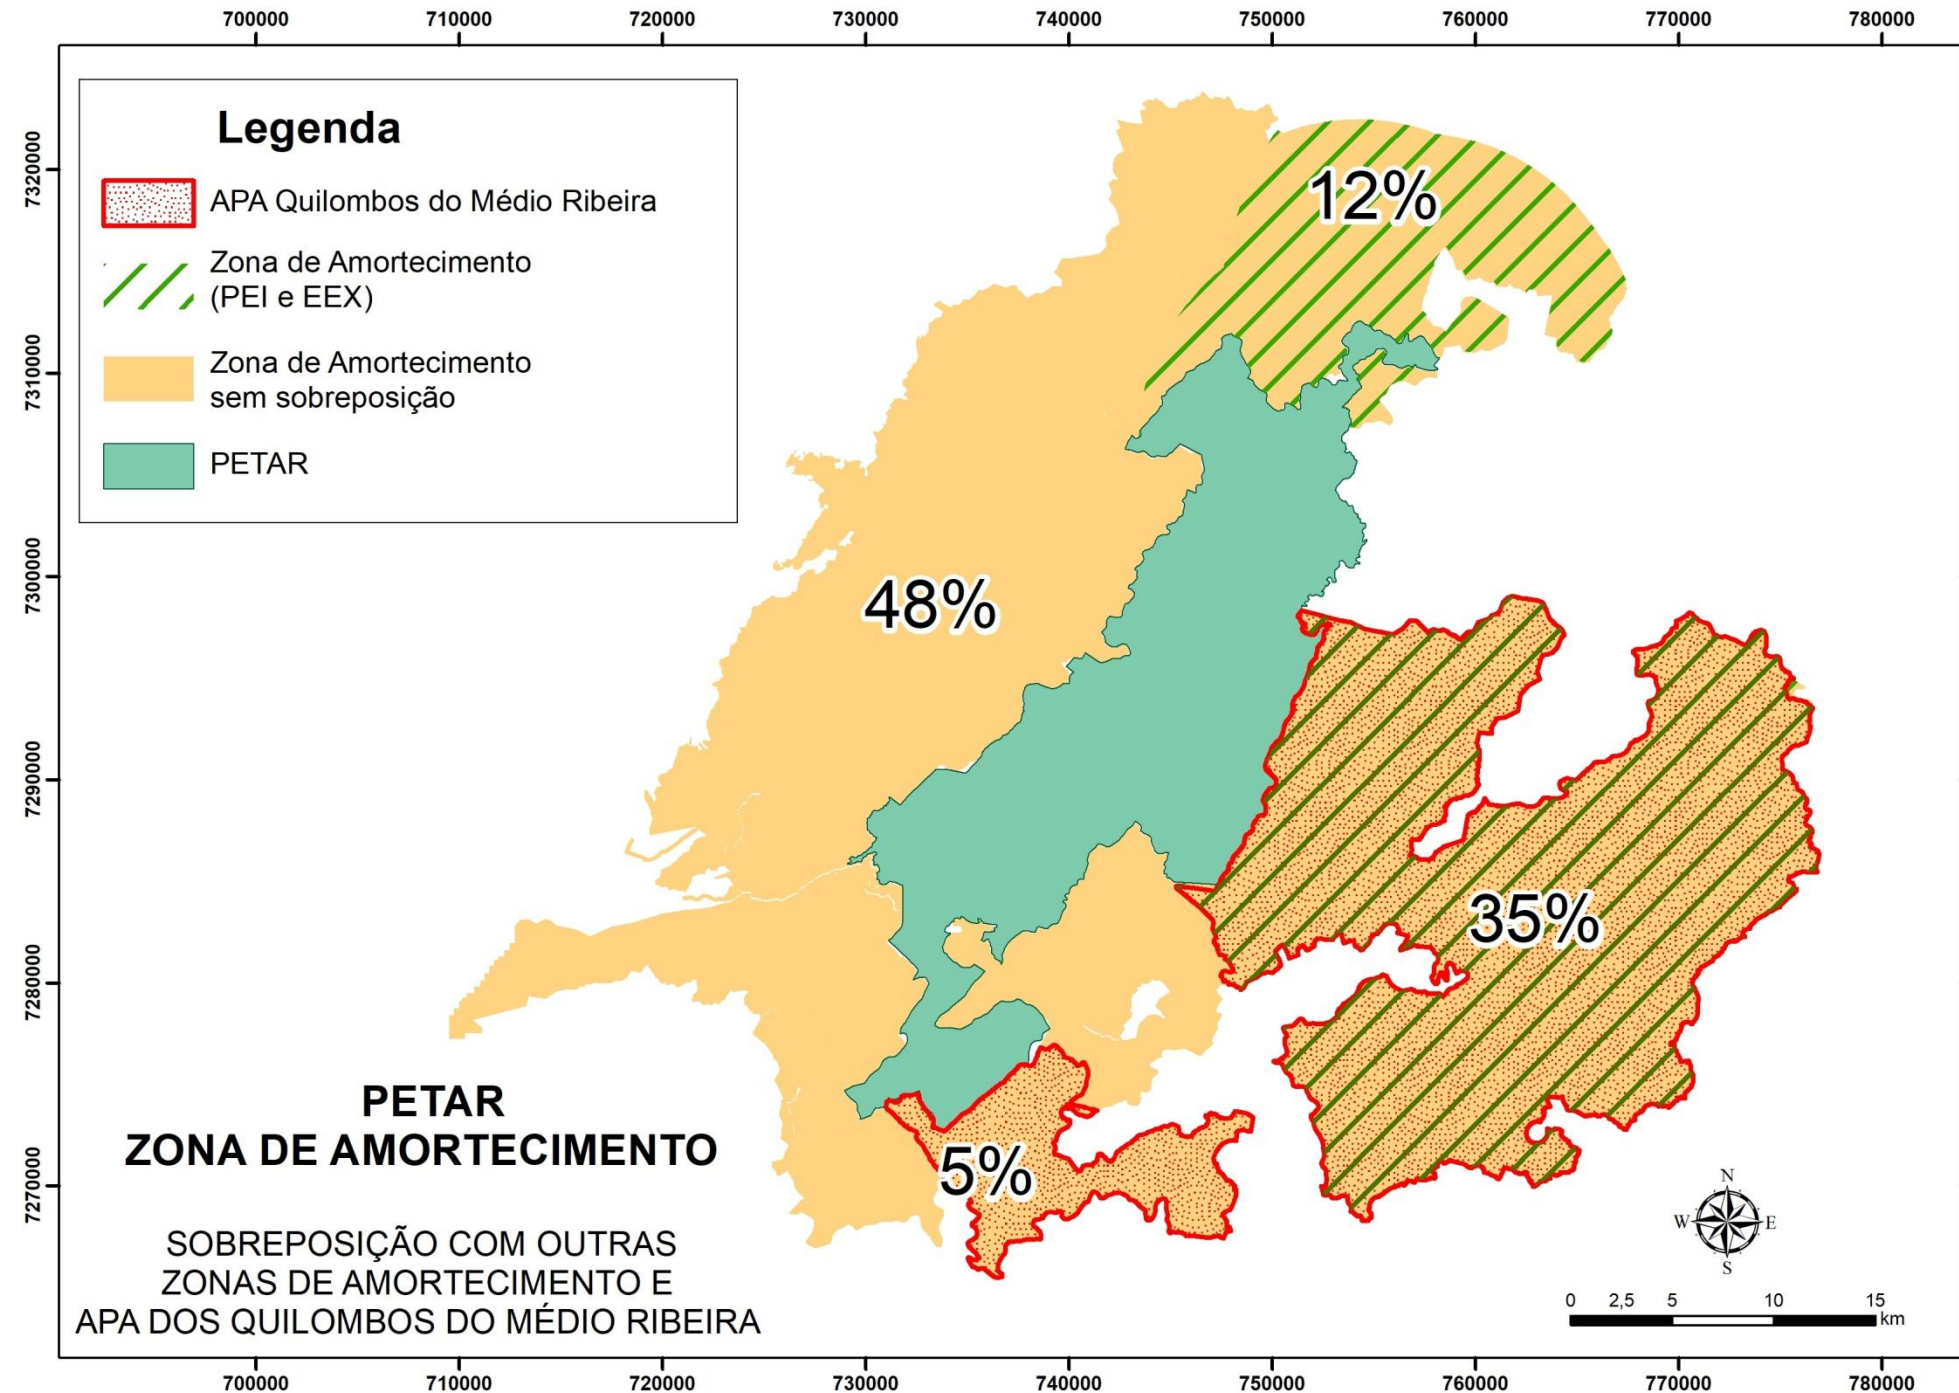 700000 710000 720000 730000 740000 750000 760000 770000 780000
Legenda
APA Quilombos do Médio Ribeira
Zona de Amortecimento
(PEI e EEX)
Zona de Amortecimento
sem sobreposição
PETAR
7320000
7310000
7300000
7290000
7280000
7270000
12%
48%
35%
5%
PETAR
ZONA DE AMORTECIMENTO
SOBREPOSIÇÃO COM OUTRAS
ZONAS DE AMORTECIMENTO E
APA DOS QUILOMBOS DO MÉDIO RIBEIRA
N
W E
S
0 2,5 5 10 15
km
700000 710000 720000 730000 740000 750000 760000 770000 780000